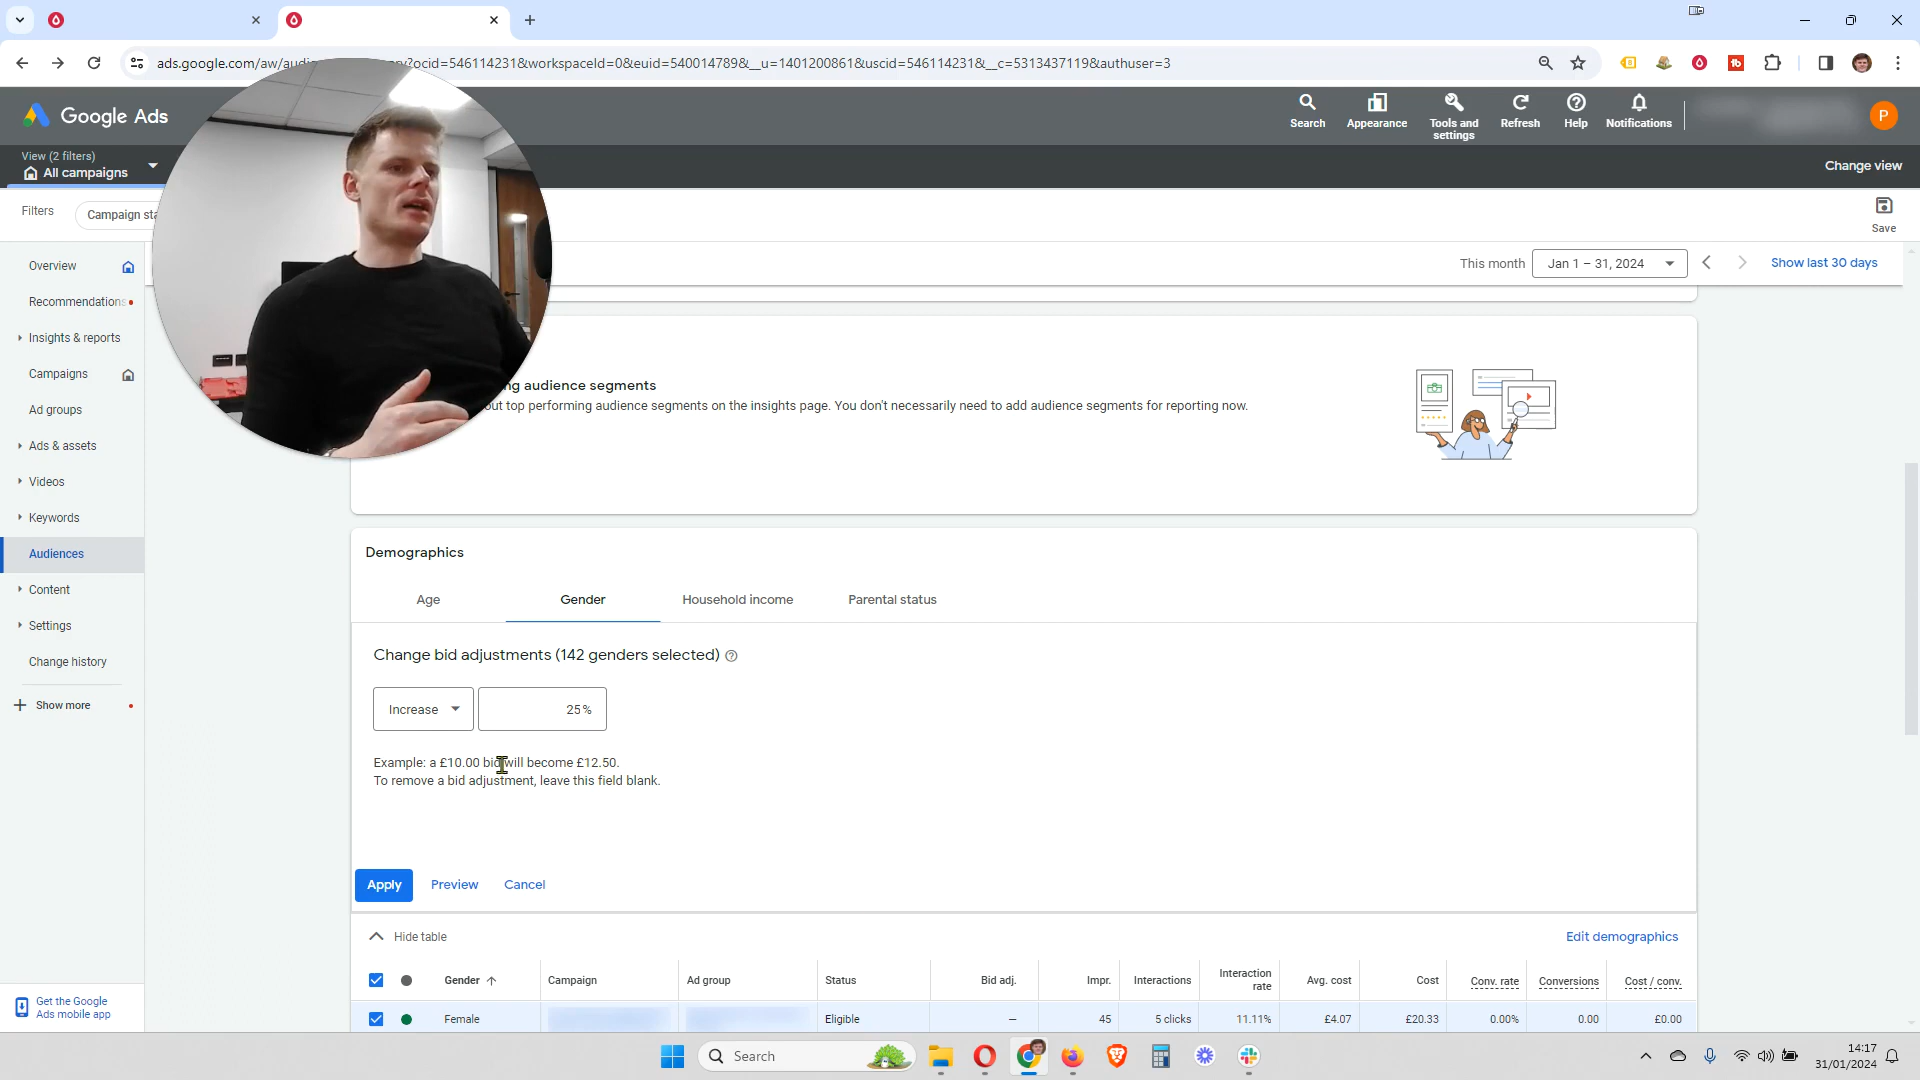 ads.google.com/aw/audi
?ocid=546114231&workspaceId=0&euid=540014789&__u=1401200861&uscid=546114231&__c=5313437119&authuser=3
Google Ads
Search
Appearance
Tools and
settings
Refresh
Help
Notifications
P
View (2 filters)
All campaigns
Change view
Filters
Campaign sta
Save
This month
Jan 1 – 31, 2024
Show last 30 days
Overview
Recommendations
Insights & reports
Campaigns
Ad groups
Ads & assets
Videos
Keywords
Audiences
Content
Settings
Change history
Show more
Get the Google
Ads mobile app
ng audience segments
out top performing audience segments on the insights page. You don't necessarily need to add audience segments for reporting now.
Demographics
Age
Gender
Household income
Parental status
Change bid adjustments (142 genders selected)
Increase
25%
Example: a £10.00 bid will become £12.50.
To remove a bid adjustment, leave this field blank.
Apply
Preview
Cancel
Hide table
Edit demographics
Gender
Campaign
Ad group
Status
Bid adj.
Impr.
Interactions
Interaction
rate
Avg. cost
Cost
Conv. rate
Conversions
Cost / conv.
Female
Eligible
—
45
5 clicks
11.11%
£4.07
£20.33
0.00%
0.00
£0.00
Search
14:17
31/01/2024